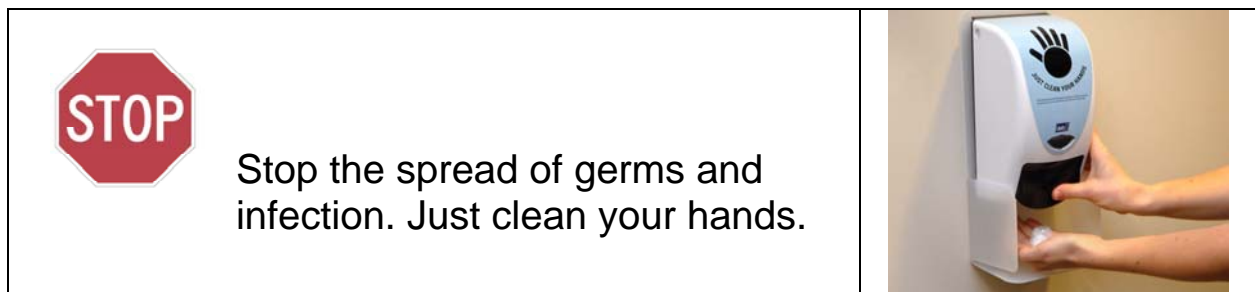 STOP
Stop the spread of germs and
infection. Just clean your hands.
JUST CLEAN YOUR HANDS